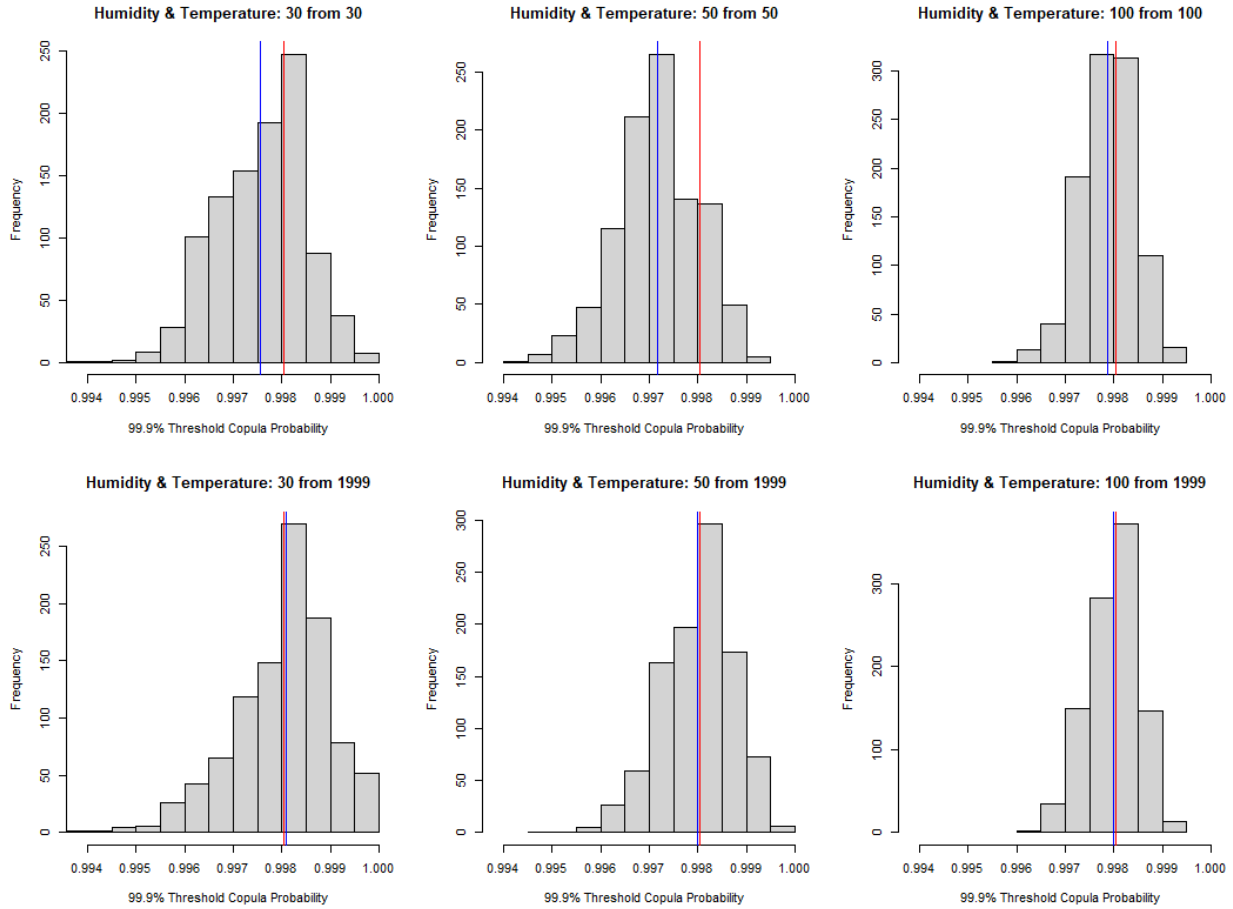 Humidity & Temperature: 30 from 30
Frequency
0 50 100 150 200 250
0.994 0.995 0.996 0.997 0.998 0.999 1.000
99.9% Threshold Copula Probability
Humidity & Temperature: 50 from 50
Frequency
0 50 100 150 200 250
0.994 0.995 0.996 0.997 0.998 0.999 1.000
99.9% Threshold Copula Probability
Humidity & Temperature: 100 from 100
Frequency
0 50 100 150 200 250 300
0.994 0.995 0.996 0.997 0.998 0.999 1.000
99.9% Threshold Copula Probability
Humidity & Temperature: 30 from 1999
Frequency
0 50 100 150 200 250
0.994 0.995 0.996 0.997 0.998 0.999 1.000
99.9% Threshold Copula Probability
Humidity & Temperature: 50 from 1999
Frequency
0 50 100 150 200 250 300
0.994 0.995 0.996 0.997 0.998 0.999 1.000
99.9% Threshold Copula Probability
Humidity & Temperature: 100 from 1999
Frequency
0 100 200 300
0.994 0.995 0.996 0.997 0.998 0.999 1.000
99.9% Threshold Copula Probability